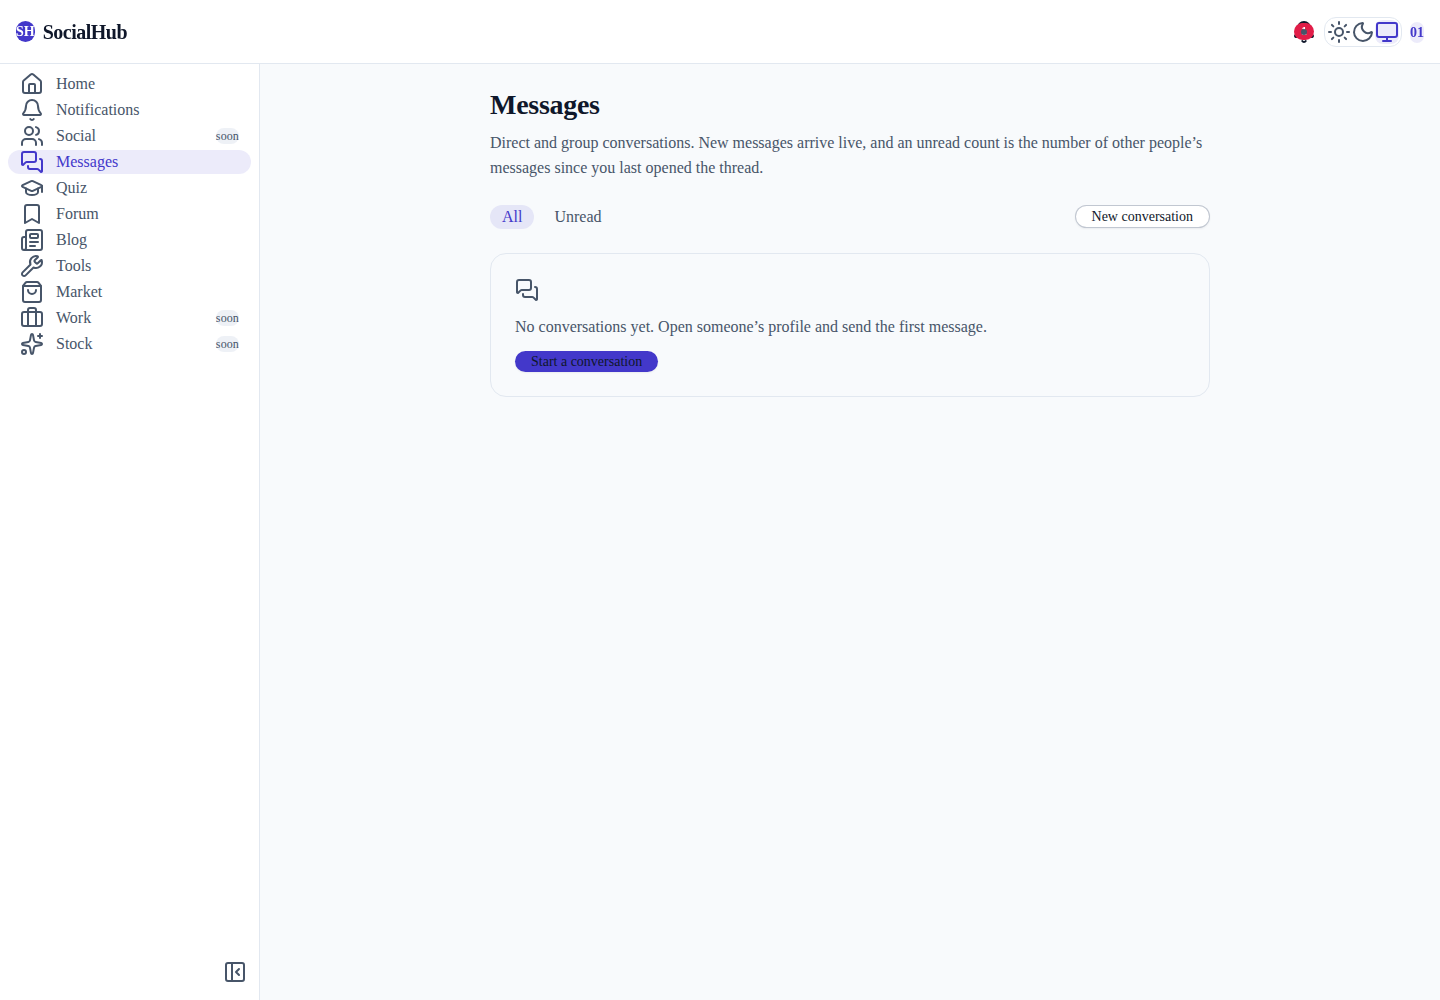 SH SocialHub
01
Home
Notifications
Social soon
Messages
Quiz
Forum
Blog
Tools
Market
Work soon
Stock soon
Messages
Direct and group conversations. New messages arrive live, and an unread count is the number of other people’s
messages since you last opened the thread.
All Unread New conversation
No conversations yet. Open someone’s profile and send the first message.
Start a conversation